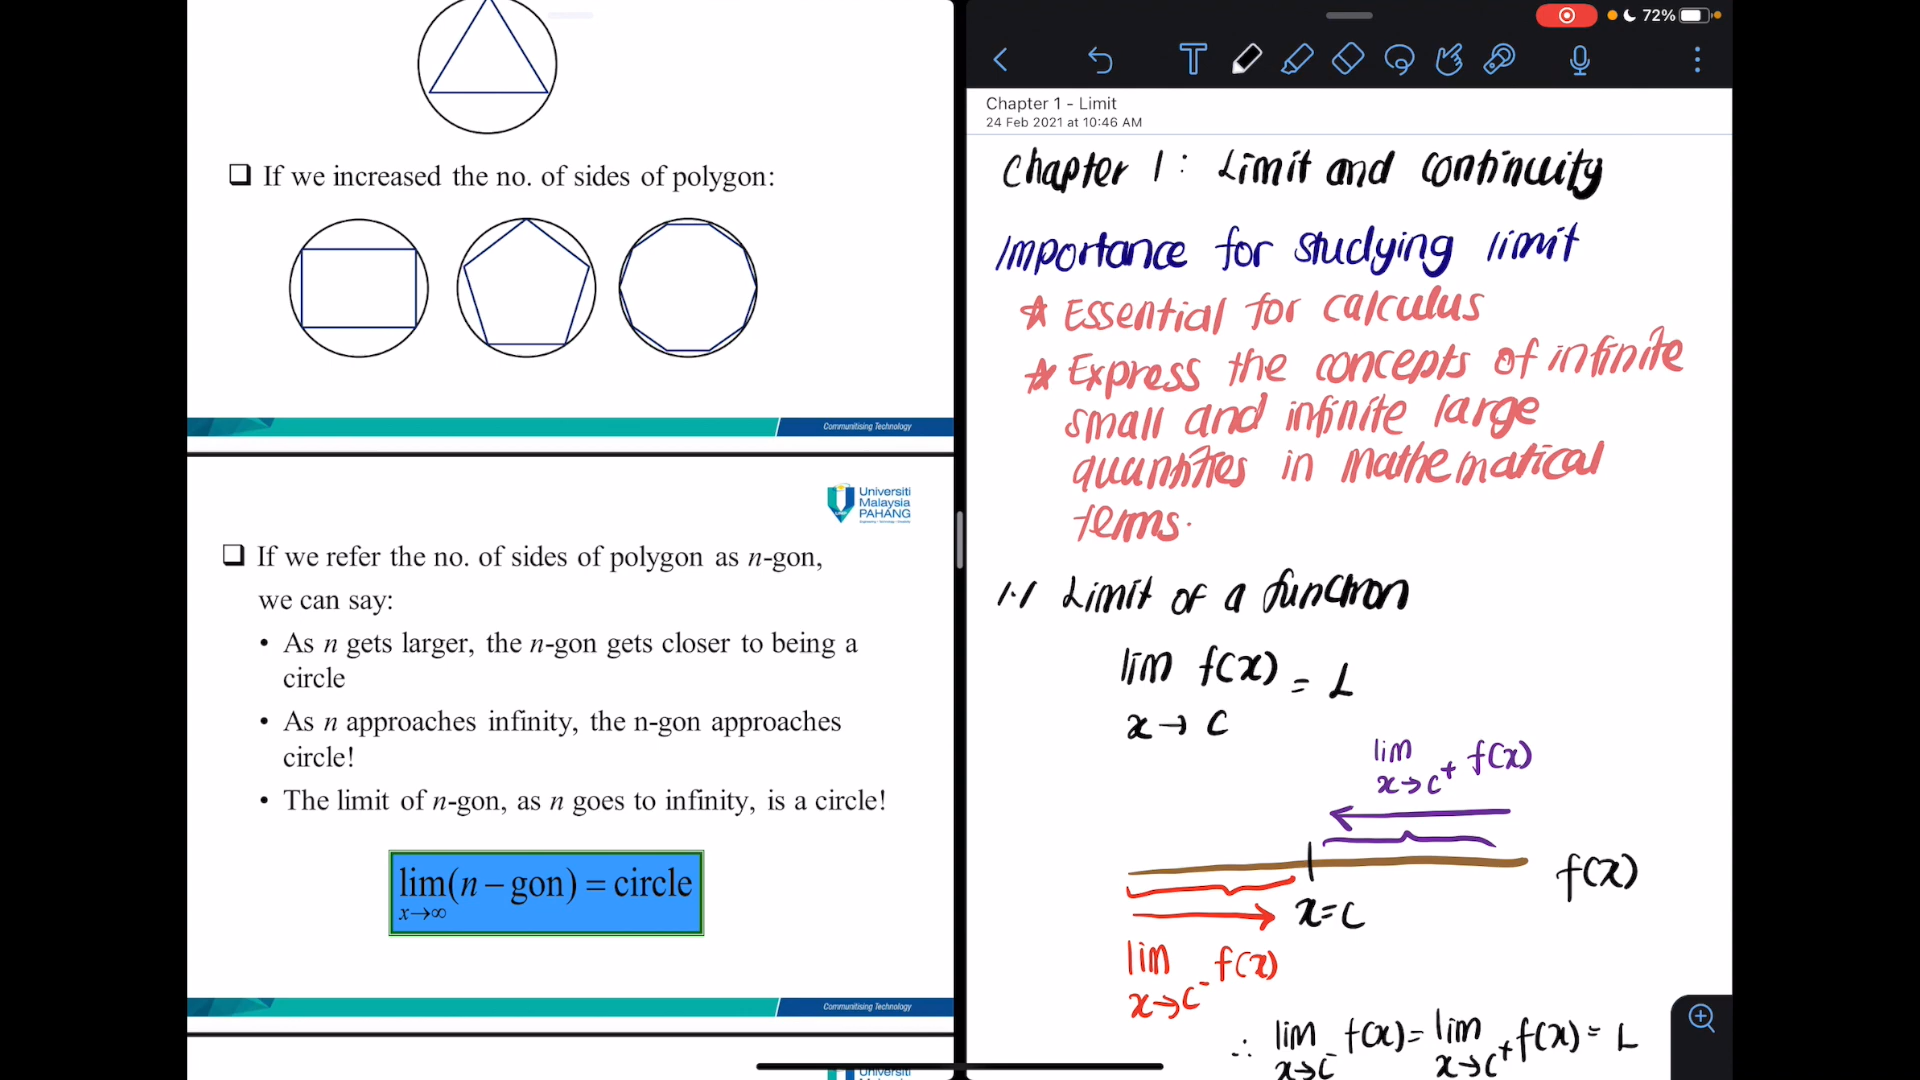 If we increased the no. of sides of polygon:
Communitising Technology
Universiti
Malaysia
PAHANG
If we refer the no. of sides of polygon as n-gon,
we can say:
• As n gets larger, the n-gon gets closer to being a
circle
• As n approaches infinity, the n-gon approaches
circle!
• The limit of n-gon, as n goes to infinity, is a circle!
lim(n − gon) = circle
x→∞
Communitising Technology
Universiti
72%
Chapter 1 - Limit
24 Feb 2021 at 10:46 AM
Chapter 1: Limit and continuity
Importance for studying limit
☆ Essential for calculus
☆ Express the concepts of infinite
small and infinite large
quantities in mathematical
terms.
1.1 Limit of a function
lim f(x) = L
x→c
lim f(x)
x→c⁺
f(x)
x=c
lim f(x)
x→c⁻
∴ lim f(x) = lim f(x) = L
x→c⁻ x→c⁺